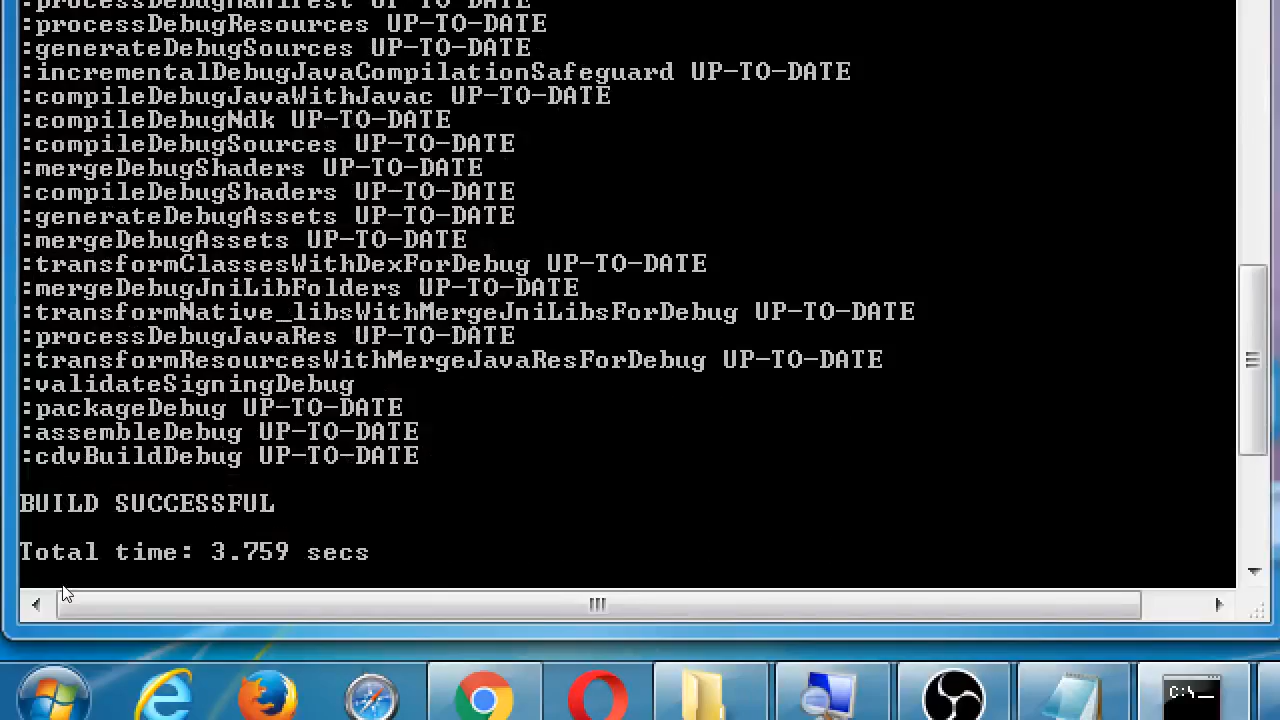 :processDebugManifest UP-TO-DATE
:processDebugResources UP-TO-DATE
:generateDebugSources UP-TO-DATE
:incrementalDebugJavaCompilationSafeguard UP-TO-DATE
:compileDebugJavaWithJavac UP-TO-DATE
:compileDebugNdk UP-TO-DATE
:compileDebugSources UP-TO-DATE
:mergeDebugShaders UP-TO-DATE
:compileDebugShaders UP-TO-DATE
:generateDebugAssets UP-TO-DATE
:mergeDebugAssets UP-TO-DATE
:transformClassesWithDexForDebug UP-TO-DATE
:mergeDebugJniLibFolders UP-TO-DATE
:transformNative_libsWithMergeJniLibsForDebug UP-TO-DATE
:processDebugJavaRes UP-TO-DATE
:transformResourcesWithMergeJavaResForDebug UP-TO-DATE
:validateSigningDebug
:packageDebug UP-TO-DATE
:assembleDebug UP-TO-DATE
:cdvBuildDebug UP-TO-DATE
BUILD SUCCESSFUL
Total time: 3.759 secs
C:\_